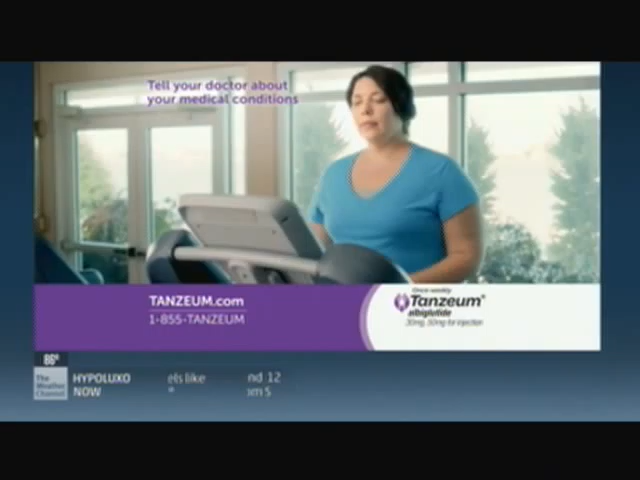 Tell your doctor about
your medical conditions
TANZEUM.com
1-855-TANZEUM
Once-weekly
Tanzeum®
albiglutide
30mg, 50mg for injection
86°
The
Weather
Channel
HYPOLUXO
NOW
els like
nd 12
om 5